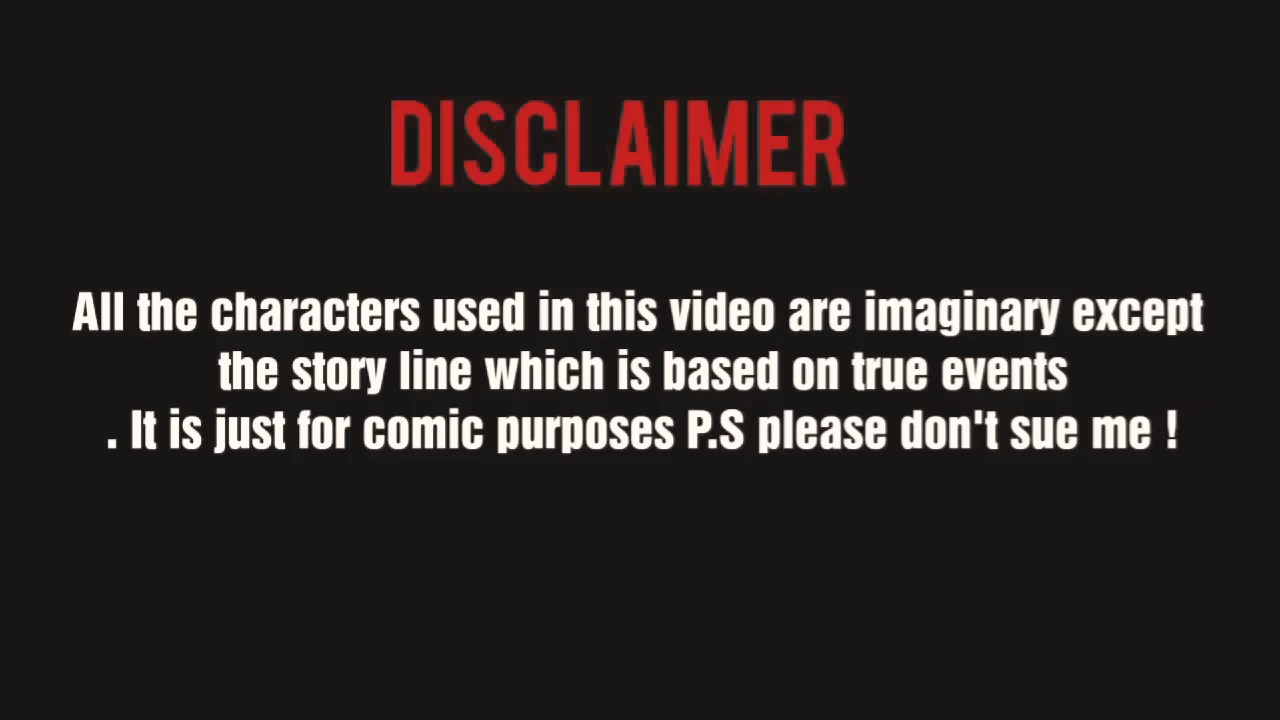 DISCLAIMER
All the characters used in this video are imaginary except
the story line which is based on true events
. It is just for comic purposes P.S please don't sue me !